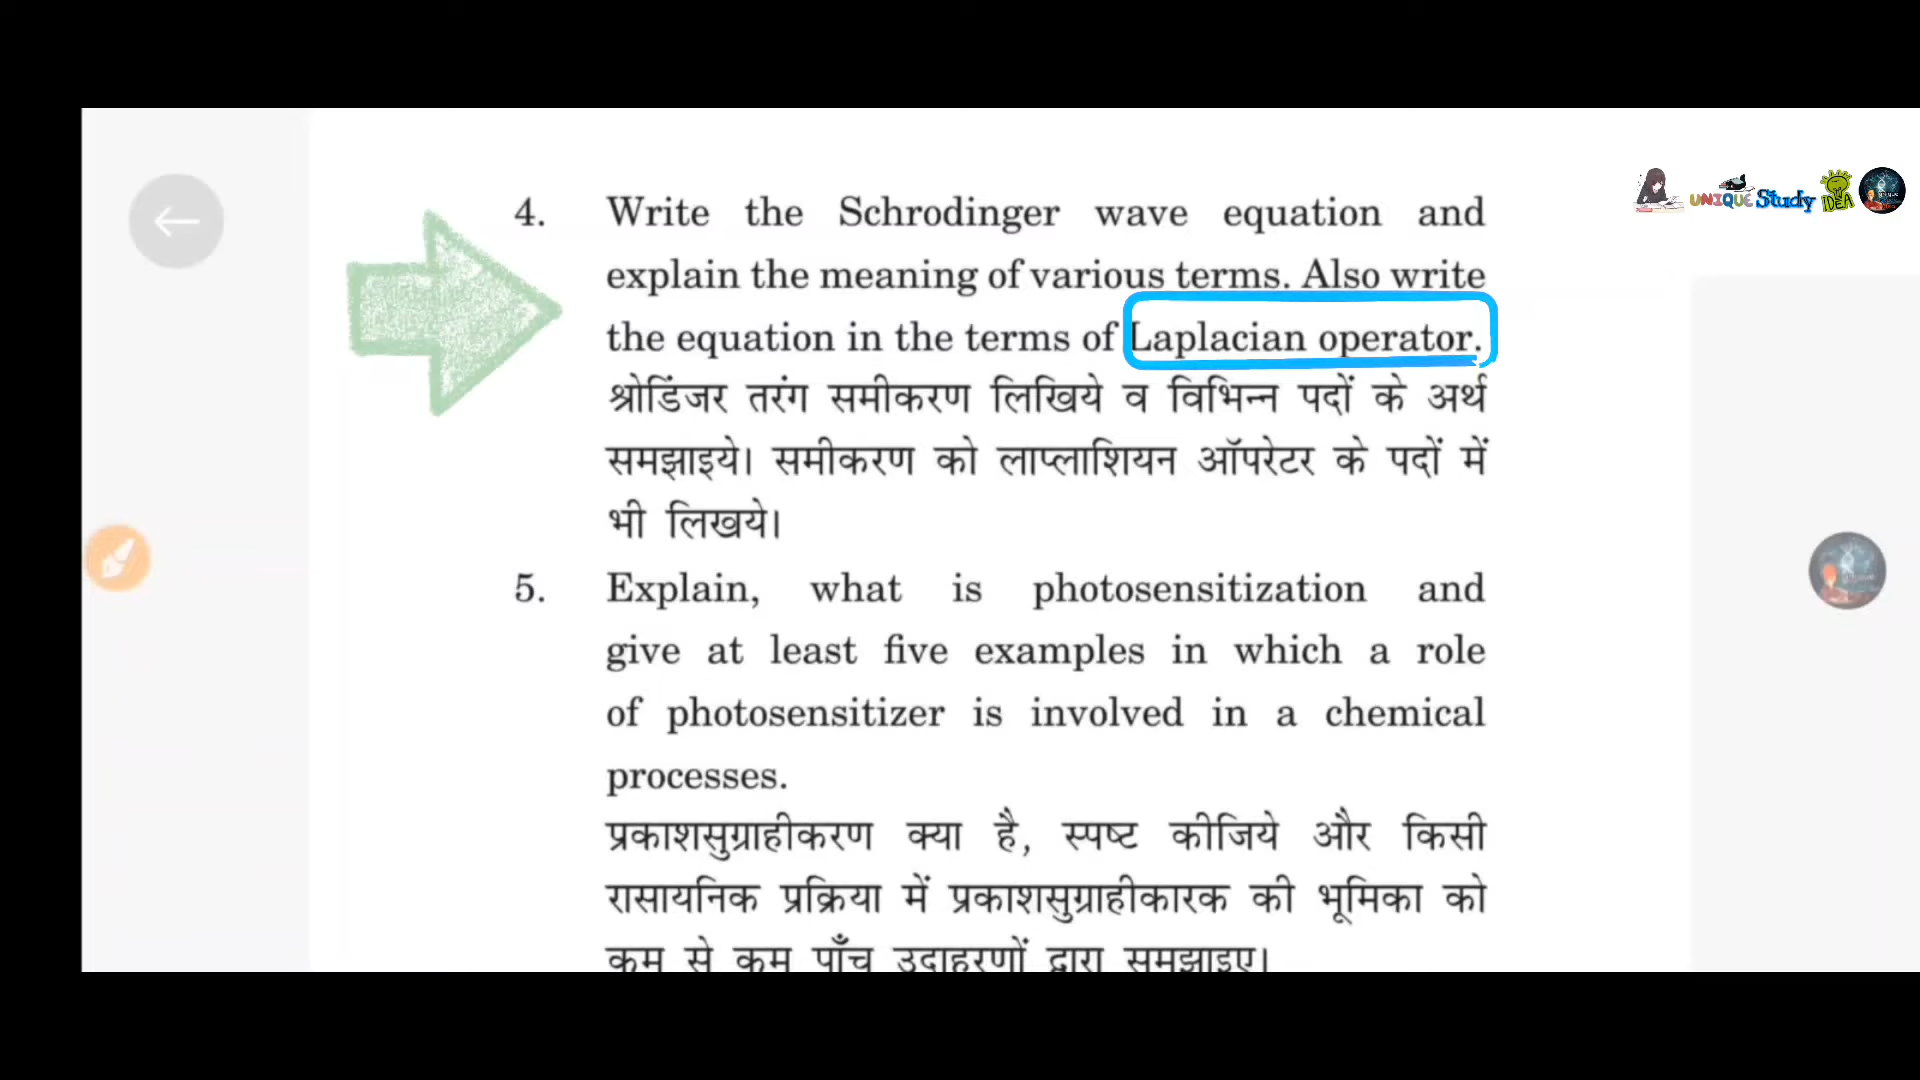 UNIQUE Study IDEA
4. Write the Schrodinger wave equation and
explain the meaning of various terms. Also write
the equation in the terms of Laplacian operator.
श्रोडिंजर तरंग समीकरण लिखिये व विभिन्न पदों के अर्थ
समझाइये। समीकरण को लाप्लाशियन ऑपरेटर के पदों में
भी लिखये।
5. Explain, what is photosensitization and
give at least five examples in which a role
of photosensitizer is involved in a chemical
processes.
प्रकाशसुग्राहीकरण क्या है, स्पष्ट कीजिये और किसी
रासायनिक प्रक्रिया में प्रकाशसुग्राहीकारक की भूमिका को
कम से कम पाँच उदाहरणों द्वारा समझाइए।